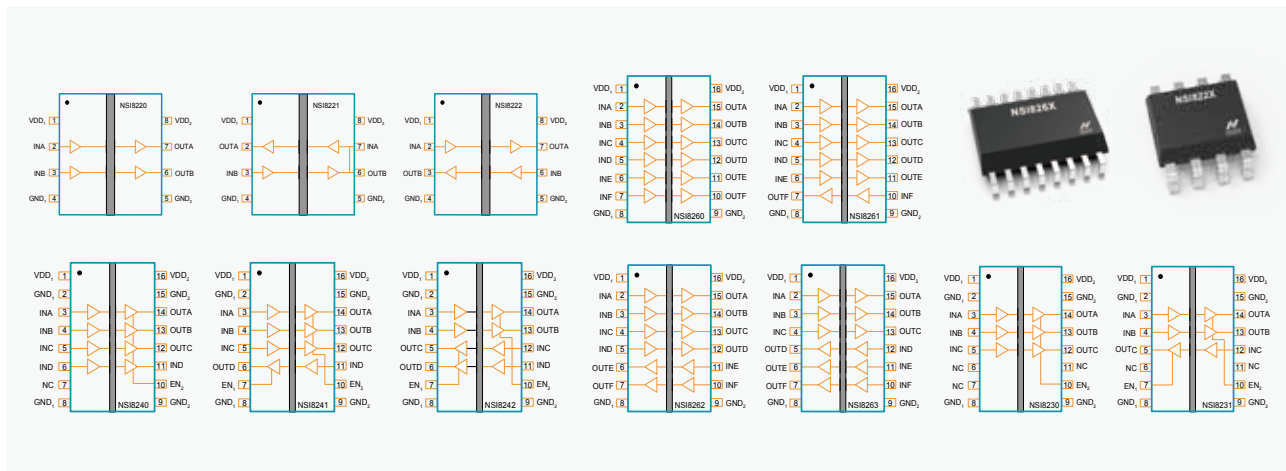 NSI8220
VDD₁ 1 8 VDD₂
INA 2 7 OUTA
INB 3 6 OUTB
GND₁ 4 5 GND₂
NSI8221
VDD₁ 1 8 VDD₂
OUTA 2 7 INA
INB 3 6 OUTB
GND₁ 4 5 GND₂
NSI8222
VDD₁ 1 8 VDD₂
INA 2 7 OUTA
OUTB 3 6 INB
GND₁ 4 5 GND₂
VDD₁ 1 16 VDD₂
INA 2 15 OUTA
INB 3 14 OUTB
INC 4 13 OUTC
IND 5 12 OUTD
INE 6 11 OUTE
INF 7 10 OUTF
GND₁ 8 9 GND₂
NSI8260
VDD₁ 1 16 VDD₂
INA 2 15 OUTA
INB 3 14 OUTB
INC 4 13 OUTC
IND 5 12 OUTD
INE 6 11 OUTE
OUTF 7 10 INF
GND₁ 8 9 GND₂
NSI8261
NSI826X
NSI822X
VDD₁ 1 16 VDD₂
GND₁ 2 15 GND₂
INA 3 14 OUTA
INB 4 13 OUTB
INC 5 12 OUTC
IND 6 11 IND
NC 7 10 EN₂
GND₁ 8 9 GND₂
NSI8240
VDD₁ 1 16 VDD₂
GND₁ 2 15 GND₂
INA 3 14 OUTA
INB 4 13 OUTB
INC 5 12 OUTC
OUTD 6 11 IND
EN₁ 7 10 EN₂
GND₁ 8 9 GND₂
NSI8241
VDD₁ 1 16 VDD₂
GND₁ 2 15 GND₂
INA 3 14 OUTA
INB 4 13 OUTB
OUTC 5 12 INC
OUTD 6 11 IND
EN₁ 7 10 EN₂
GND₁ 8 9 GND₂
NSI8242
VDD₁ 1 16 VDD₂
INA 2 15 OUTA
INB 3 14 OUTB
INC 4 13 OUTC
IND 5 12 OUTD
OUTE 6 11 INE
OUTF 7 10 INF
GND₁ 8 9 GND₂
NSI8262
VDD₁ 1 16 VDD₂
INA 2 15 OUTA
INB 3 14 OUTB
INC 4 13 OUTC
OUTD 5 12 IND
OUTE 6 11 INE
OUTF 7 10 INF
GND₁ 8 9 GND₂
NSI8263
VDD₁ 1 16 VDD₂
GND₁ 2 15 GND₂
INA 3 14 OUTA
INB 4 13 OUTB
INC 5 12 OUTC
NC 6 11 NC
NC 7 10 EN₂
GND₁ 8 9 GND₂
NSI8230
VDD₁ 1 16 VDD₂
GND₁ 2 15 GND₂
INA 3 14 OUTA
INB 4 13 OUTB
OUTC 5 12 INC
NC 6 11 NC
EN₁ 7 10 EN₂
GND₁ 8 9 GND₂
NSI8231